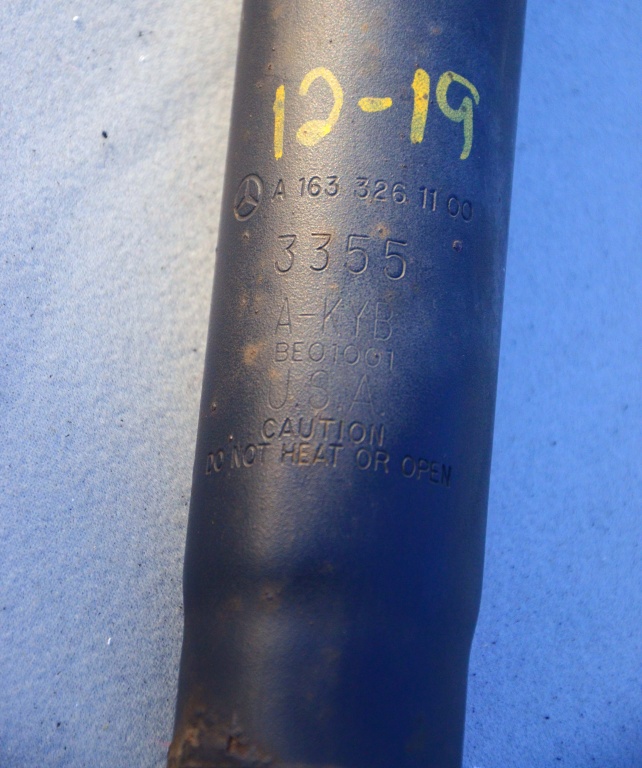 12-19
A 163 326 11 00
3355
A-KYB
BE01001
U.S.A.
CAUTION
DO NOT HEAT OR OPEN